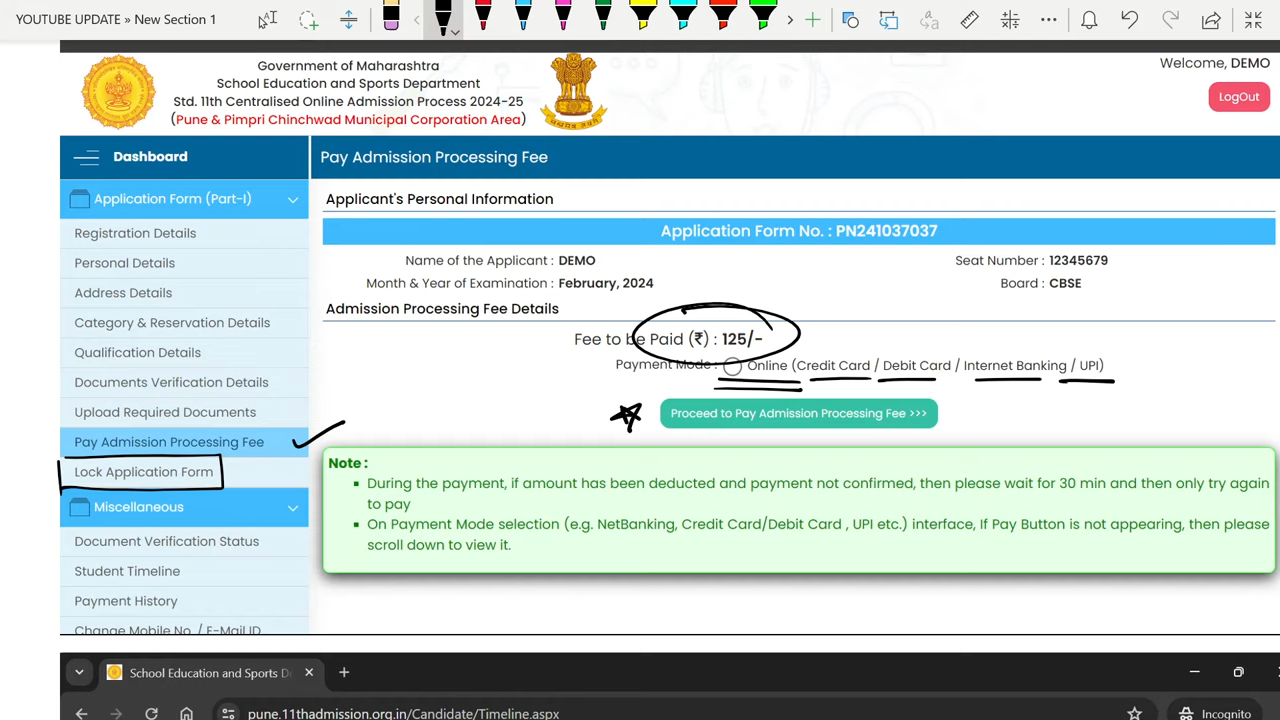 YOUTUBE UPDATE » New Section 1
Government of Maharashtra
School Education and Sports Department
Std. 11th Centralised Online Admission Process 2024-25
(Pune & Pimpri Chinchwad Municipal Corporation Area)
Welcome, DEMO
LogOut
Dashboard
Pay Admission Processing Fee
Application Form (Part-I)
Registration Details
Personal Details
Address Details
Category & Reservation Details
Qualification Details
Documents Verification Details
Upload Required Documents
Pay Admission Processing Fee
Lock Application Form
Miscellaneous
Document Verification Status
Student Timeline
Payment History
Change Mobile No. / E-Mail ID
Applicant's Personal Information
Application Form No. : PN241037037
Name of the Applicant : DEMO
Seat Number : 12345679
Month & Year of Examination : February, 2024
Board : CBSE
Admission Processing Fee Details
Fee to be Paid (₹) : 125/-
Payment Mode : Online (Credit Card / Debit Card / Internet Banking / UPI)
Proceed to Pay Admission Processing Fee >>>
Note :
During the payment, if amount has been deducted and payment not confirmed, then please wait for 30 min and then only try again
to pay
On Payment Mode selection (e.g. NetBanking, Credit Card/Debit Card , UPI etc.) interface, If Pay Button is not appearing, then please
scroll down to view it.
School Education and Sports D
pune.11thadmission.org.in/Candidate/Timeline.aspx
Incognito